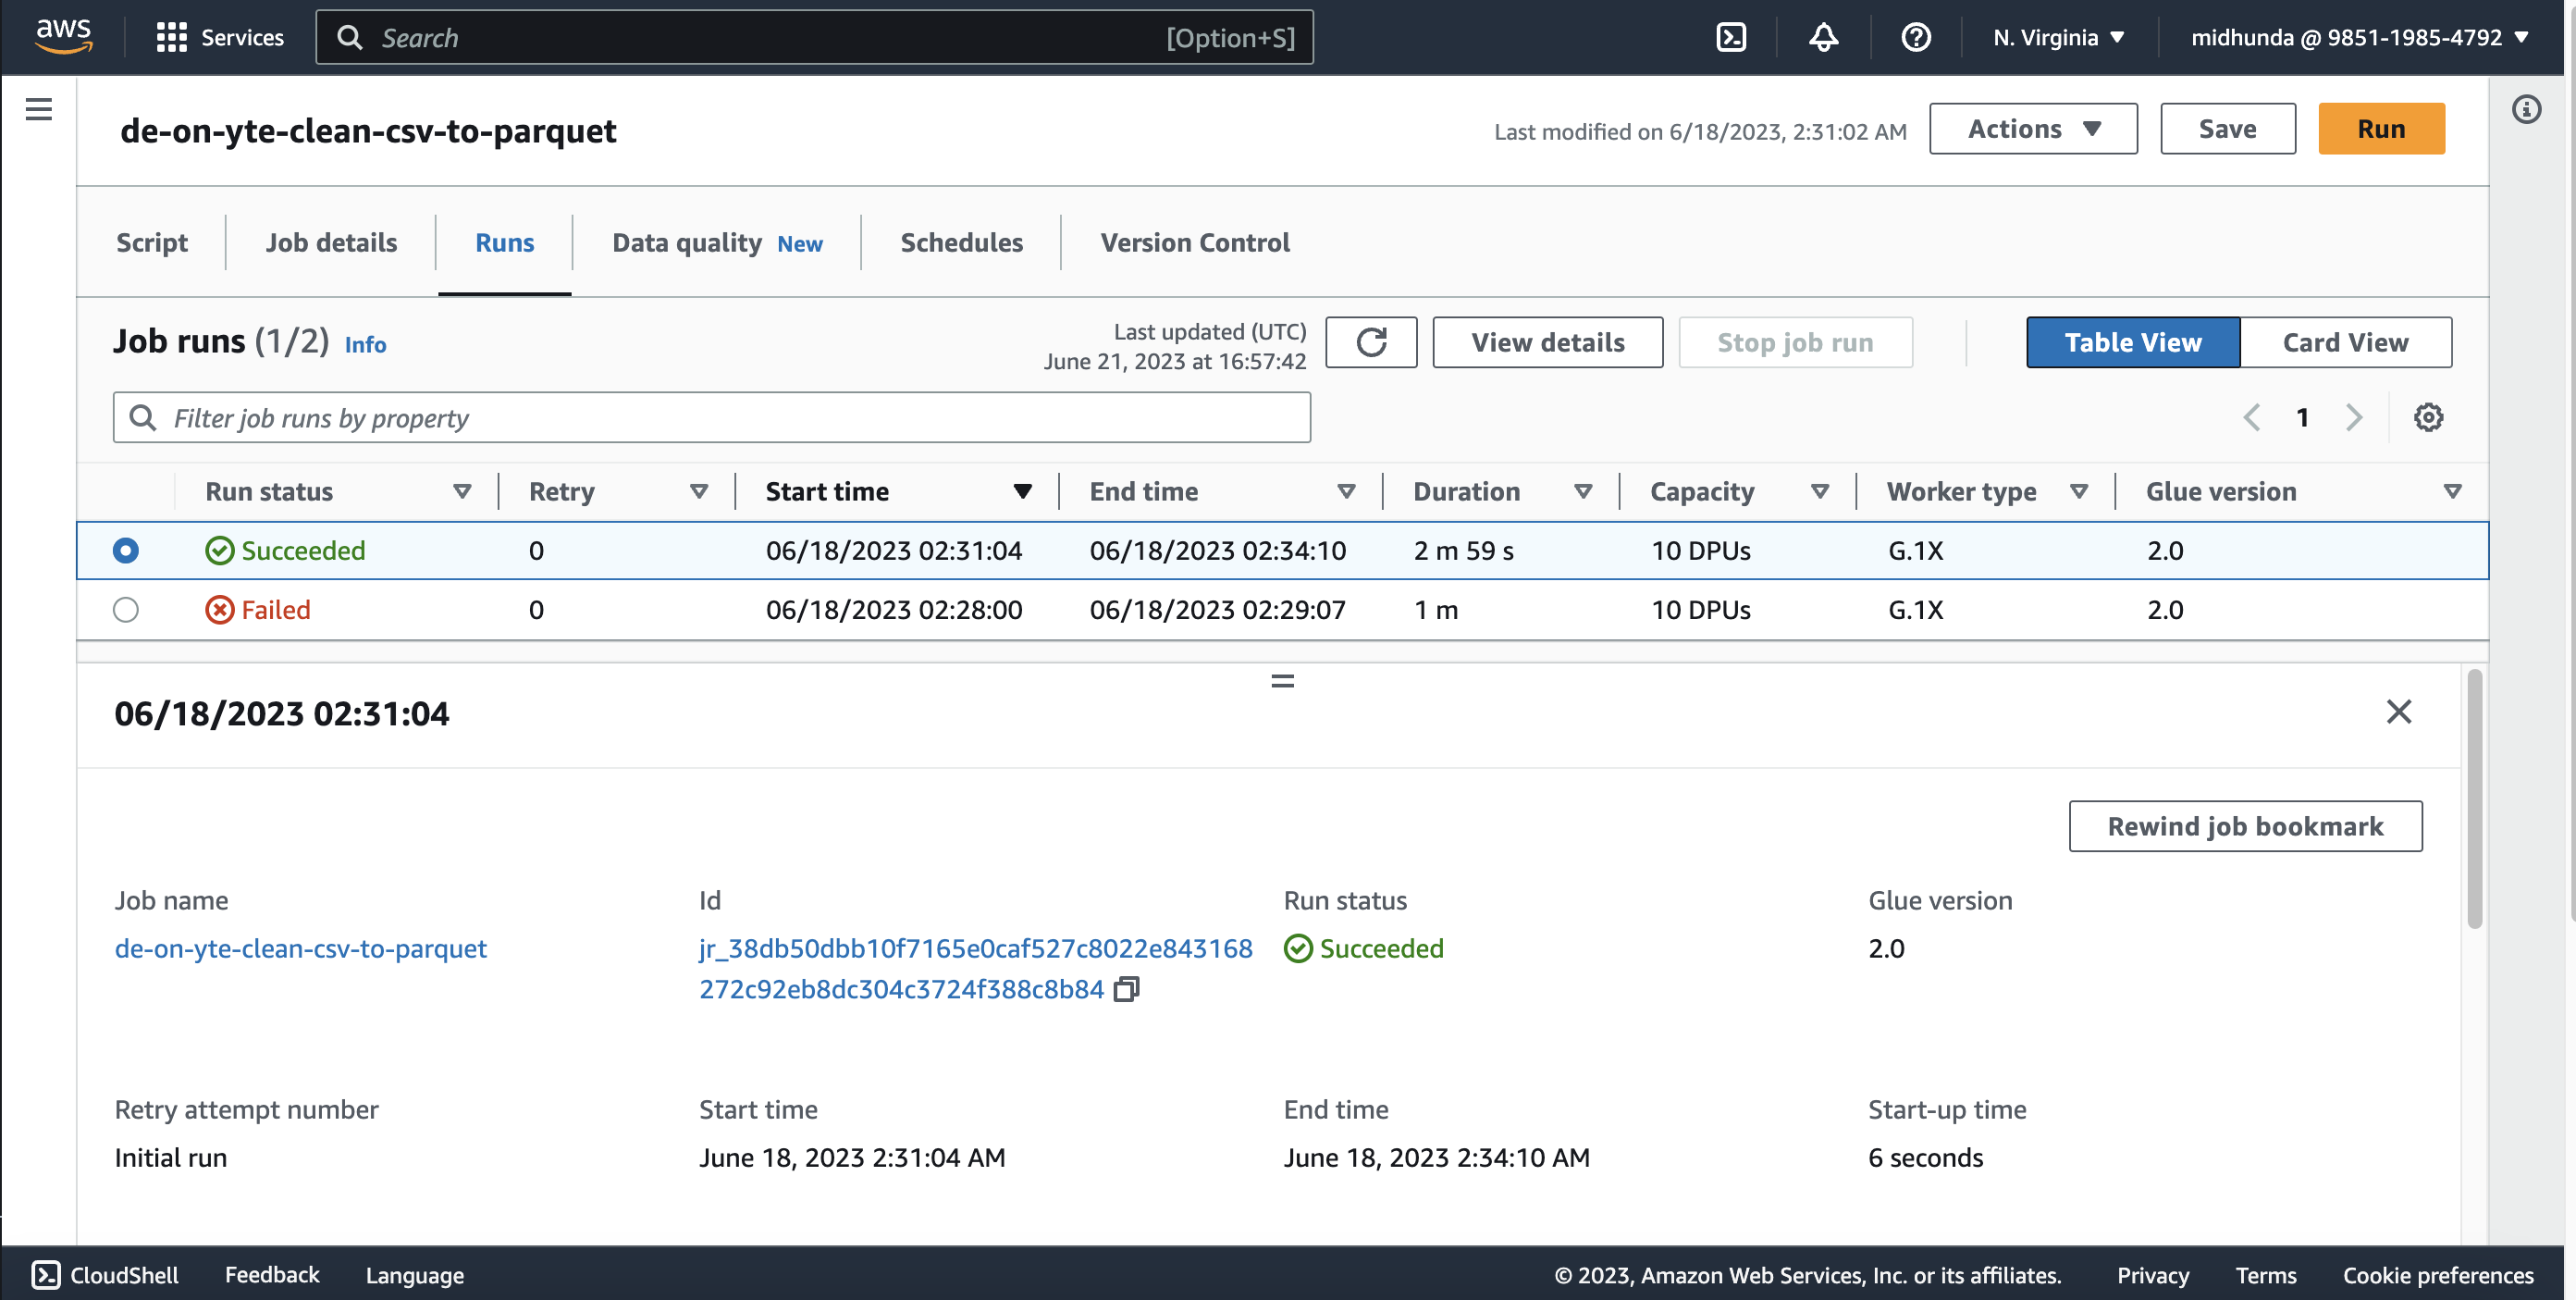 aws Services Search [Option+S] N. Virginia midhunda @ 9851-1985-4792
de-on-yte-clean-csv-to-parquet Last modified on 6/18/2023, 2:31:02 AM Actions Save Run
Script Job details Runs Data quality New Schedules Version Control
Job runs (1/2) Info Last updated (UTC) June 21, 2023 at 16:57:42 View details Stop job run Table View Card View
Filter job runs by property 1
Run status Retry Start time End time Duration Capacity Worker type Glue version
Succeeded 0 06/18/2023 02:31:04 06/18/2023 02:34:10 2 m 59 s 10 DPUs G.1X 2.0
Failed 0 06/18/2023 02:28:00 06/18/2023 02:29:07 1 m 10 DPUs G.1X 2.0
06/18/2023 02:31:04
Rewind job bookmark
Job name Id Run status Glue version
de-on-yte-clean-csv-to-parquet jr_38db50dbb10f7165e0caf527c8022e843168 Succeeded 2.0
272c92eb8dc304c3724f388c8b84
Retry attempt number Start time End time Start-up time
Initial run June 18, 2023 2:31:04 AM June 18, 2023 2:34:10 AM 6 seconds
CloudShell Feedback Language © 2023, Amazon Web Services, Inc. or its affiliates. Privacy Terms Cookie preferences